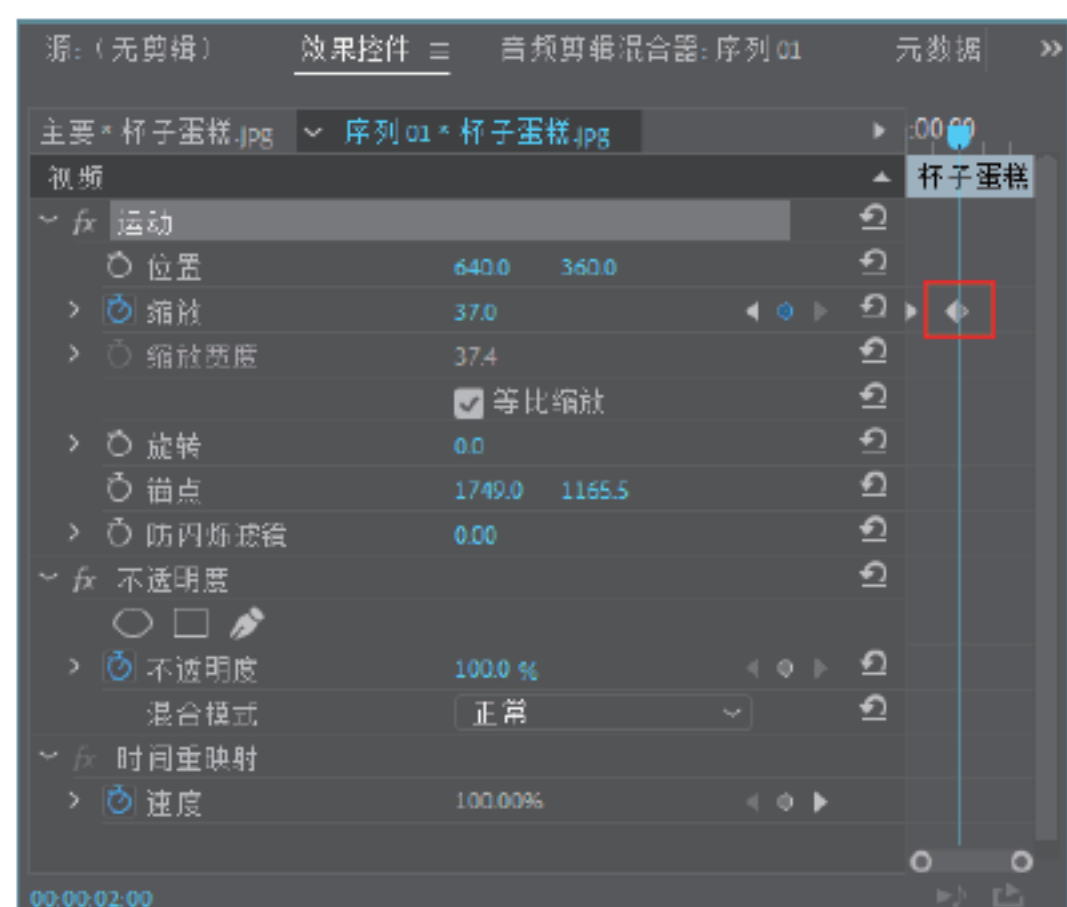 源:（无剪辑） 效果控件 音频剪辑混合器: 序列 01 元数据 »
主要 * 杯子蛋糕.jpg 序列 01 * 杯子蛋糕.jpg :00:00
视频 杯子蛋糕
fx 运动
位置 640.0 360.0
缩放 37.0
缩放宽度 37.4
等比缩放
旋转 0.0
锚点 1749.0 1165.5
防闪烁滤镜 0.00
fx 不透明度
不透明度 100.0 %
混合模式 正常
fx 时间重映射
速度 100.00%
00:00:02:00